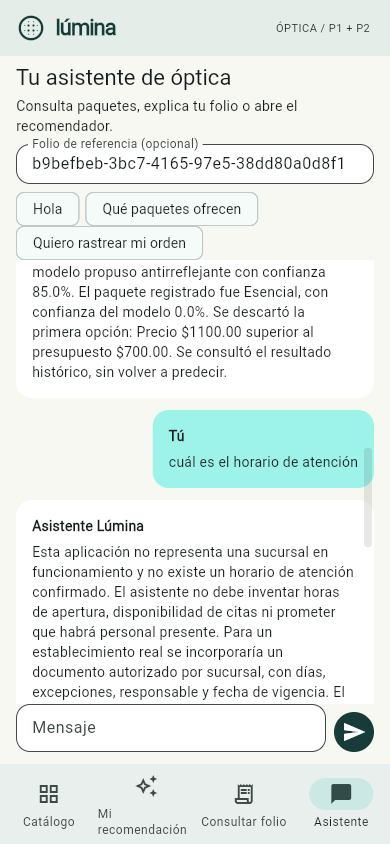 lúmina
ÓPTICA / P1 + P2
Tu asistente de óptica
Consulta paquetes, explica tu folio o abre el
recomendador.
Folio de referencia (opcional)
b9befbeb-3bc7-4165-97e5-38dd80a0d8f1
Hola
Qué paquetes ofrecen
Quiero rastrear mi orden
modelo propuso antirreflejante con confianza
85.0%. El paquete registrado fue Esencial, con
confianza del modelo 0.0%. Se descartó la
primera opción: Precio $1100.00 superior al
presupuesto $700.00. Se consultó el resultado
histórico, sin volver a predecir.
Tú
cuál es el horario de atención
Asistente Lúmina
Esta aplicación no representa una sucursal en
funcionamiento y no existe un horario de atención
confirmado. El asistente no debe inventar horas
de apertura, disponibilidad de citas ni prometer
que habrá personal presente. Para un
establecimiento real se incorporaría un
documento autorizado por sucursal, con días,
excepciones, responsable y fecha de vigencia. El
Mensaje
Catálogo
Mi
recomendación
Consultar folio
Asistente